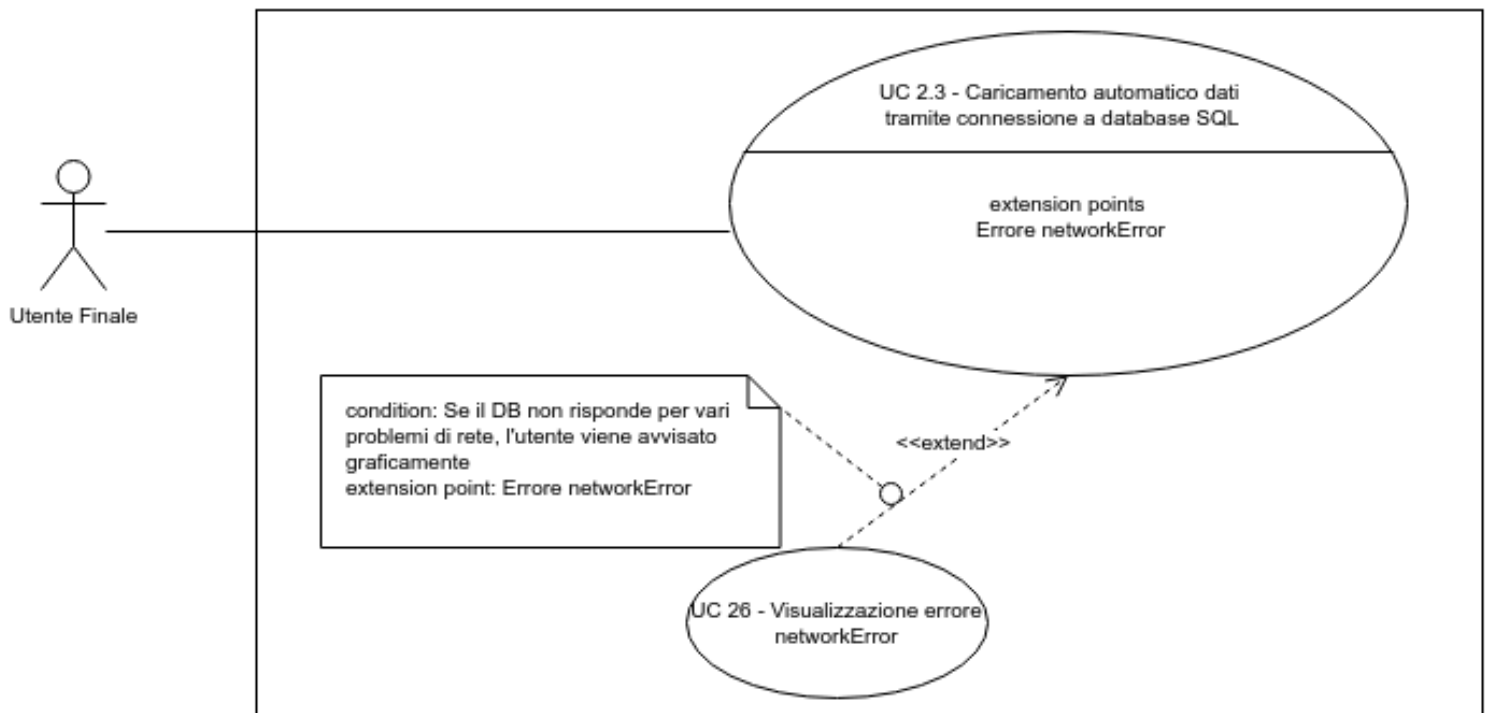 UC 2.3 - Caricamento automatico dati
tramite connessione a database SQL
extension points
Errore networkError
Utente Finale
condition: Se il DB non risponde per vari
problemi di rete, l'utente viene avvisato
graficamente
extension point: Errore networkError
<<extend>>
UC 26 - Visualizzazione errore
networkError